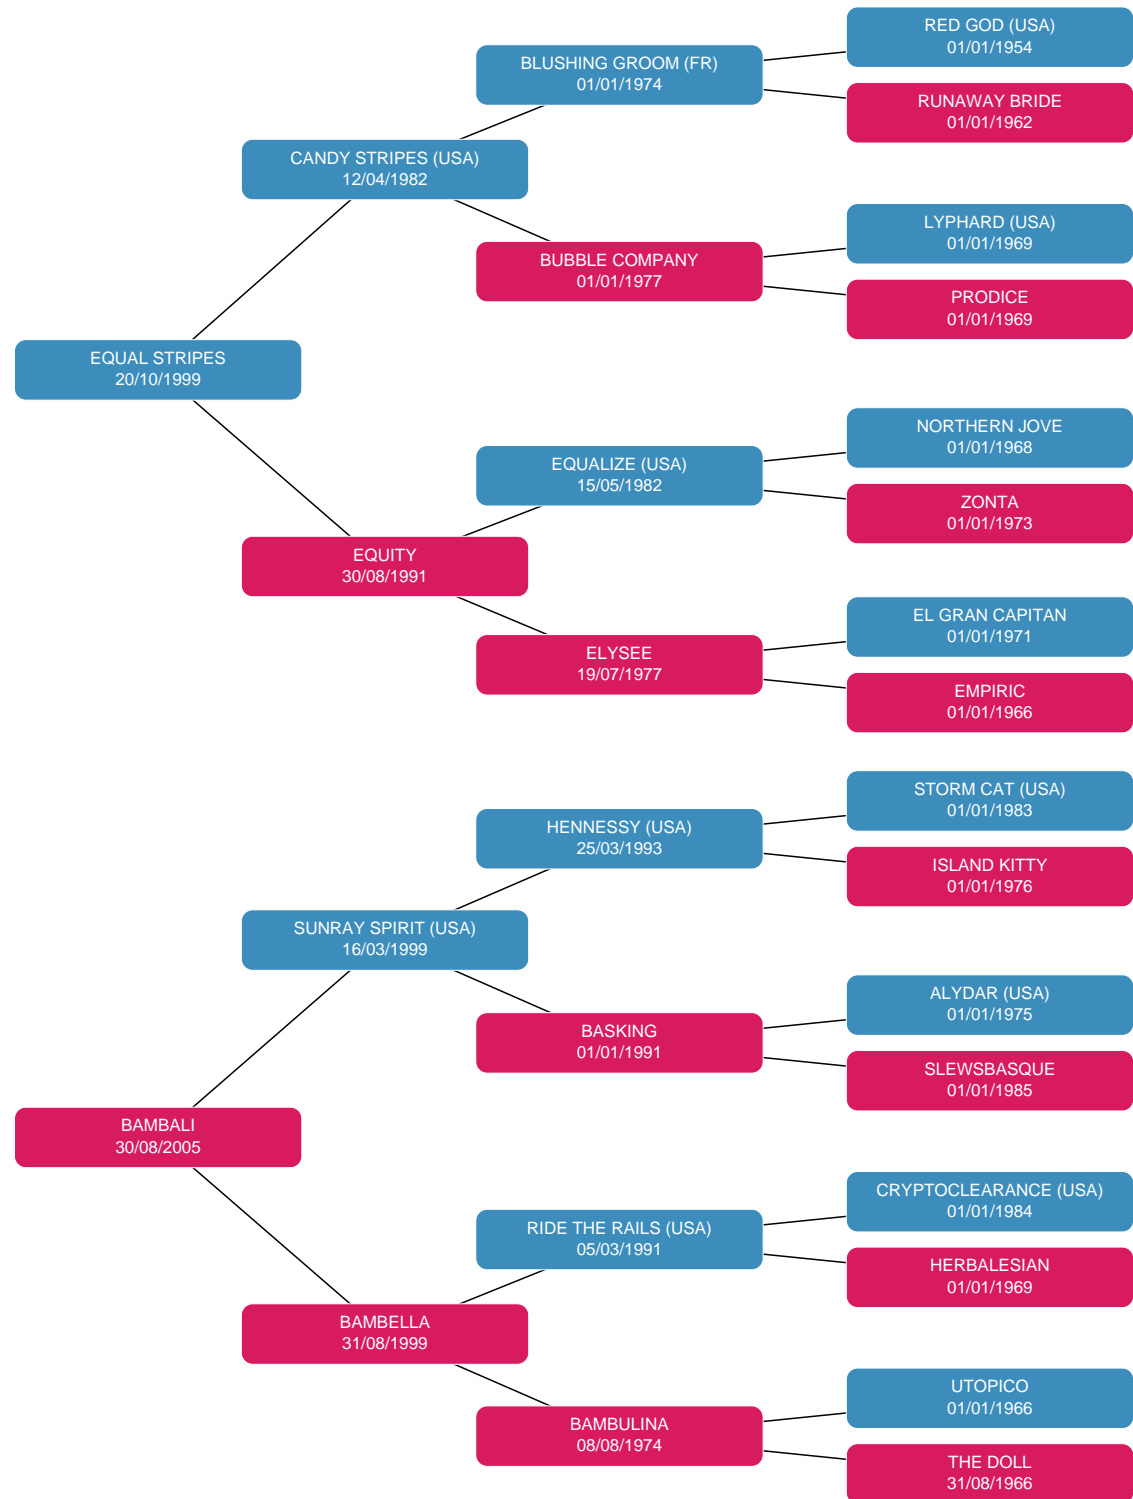 RED GOD (USA)
01/01/1954
BLUSHING GROOM (FR)
01/01/1974
RUNAWAY BRIDE
01/01/1962
CANDY STRIPES (USA)
12/04/1982
LYPHARD (USA)
01/01/1969
BUBBLE COMPANY
01/01/1977
PRODICE
01/01/1969
EQUAL STRIPES
20/10/1999
NORTHERN JOVE
01/01/1968
EQUALIZE (USA)
15/05/1982
ZONTA
01/01/1973
EQUITY
30/08/1991
EL GRAN CAPITAN
01/01/1971
ELYSEE
19/07/1977
EMPIRIC
01/01/1966
STORM CAT (USA)
01/01/1983
HENNESSY (USA)
25/03/1993
ISLAND KITTY
01/01/1976
SUNRAY SPIRIT (USA)
16/03/1999
ALYDAR (USA)
01/01/1975
BASKING
01/01/1991
SLEWSBASQUE
01/01/1985
BAMBALI
30/08/2005
CRYPTOCLEARANCE (USA)
01/01/1984
RIDE THE RAILS (USA)
05/03/1991
HERBALESIAN
01/01/1969
BAMBELLA
31/08/1999
UTOPICO
01/01/1966
BAMBULINA
08/08/1974
THE DOLL
31/08/1966